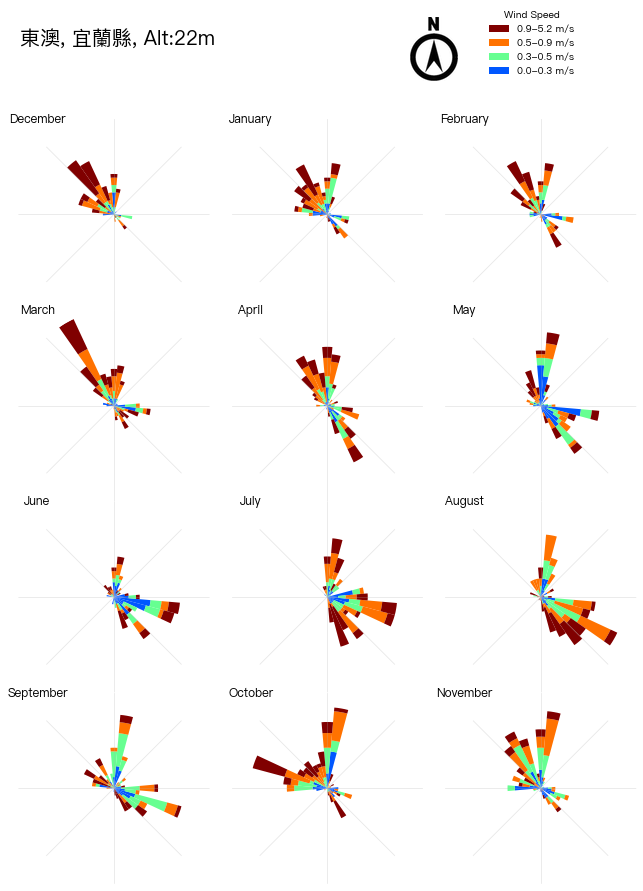 東澳, 宜蘭縣, Alt:22m
N
Wind Speed
0.9-5.2 m/s
0.5-0.9 m/s
0.3-0.5 m/s
0.0-0.3 m/s
December
January
February
March
April
May
June
July
August
September
October
November